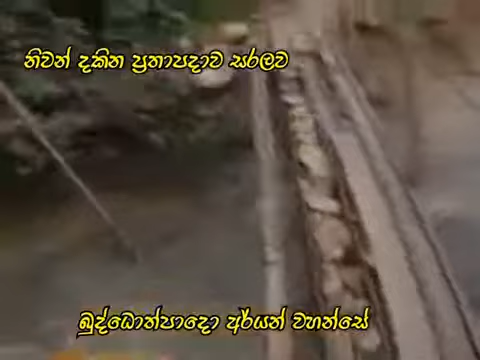 නිවන් දකින ප්‍රතාපදාව සරලව
බුද්ධොත්පාදො අර්යන් වහන්සේ